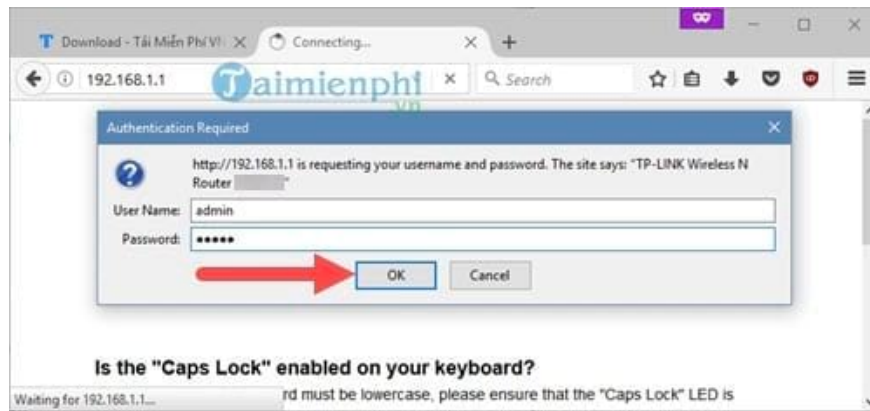 Download - Tải Miễn Phí VN
Connecting...
192.168.1.1
Search
Taimienphi
.vn
Authentication Required
http://192.168.1.1 is requesting your username and password. The site says: "TP-LINK Wireless N
Router "
User Name: admin
Password: •••••
OK Cancel
Is the "Caps Lock" enabled on your keyboard?
rd must be lowercase, please ensure that the "Caps Lock" LED is
Waiting for 192.168.1.1...